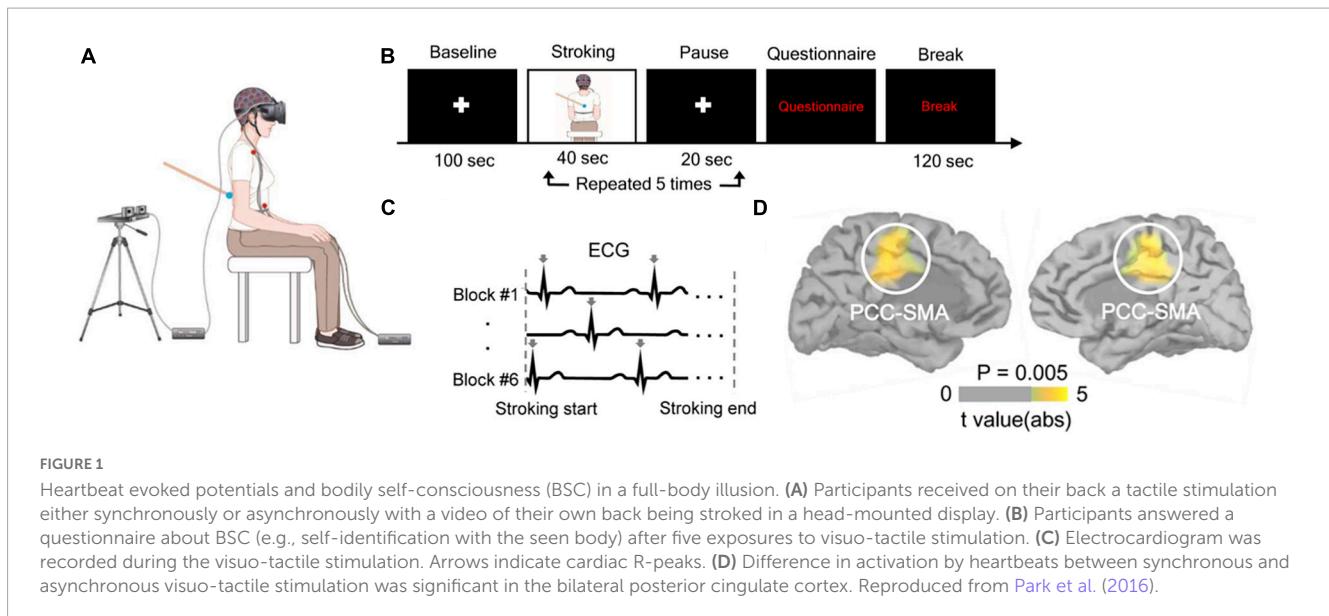 A
B
Baseline
Stroking
Pause
Questionnaire
Break
Questionnaire
Break
100 sec
40 sec
20 sec
120 sec
Repeated 5 times
C
ECG
Block #1
.
.
Block #6
Stroking start
Stroking end
D
PCC-SMA
PCC-SMA
P = 0.005
0
5
t value(abs)
FIGURE 1
Heartbeat evoked potentials and bodily self-consciousness (BSC) in a full-body illusion. (A) Participants received on their back a tactile stimulation
either synchronously or asynchronously with a video of their own back being stroked in a head-mounted display. (B) Participants answered a
questionnaire about BSC (e.g., self-identification with the seen body) after five exposures to visuo-tactile stimulation. (C) Electrocardiogram was
recorded during the visuo-tactile stimulation. Arrows indicate cardiac R-peaks. (D) Difference in activation by heartbeats between synchronous and
asynchronous visuo-tactile stimulation was significant in the bilateral posterior cingulate cortex. Reproduced from Park et al. (2016).